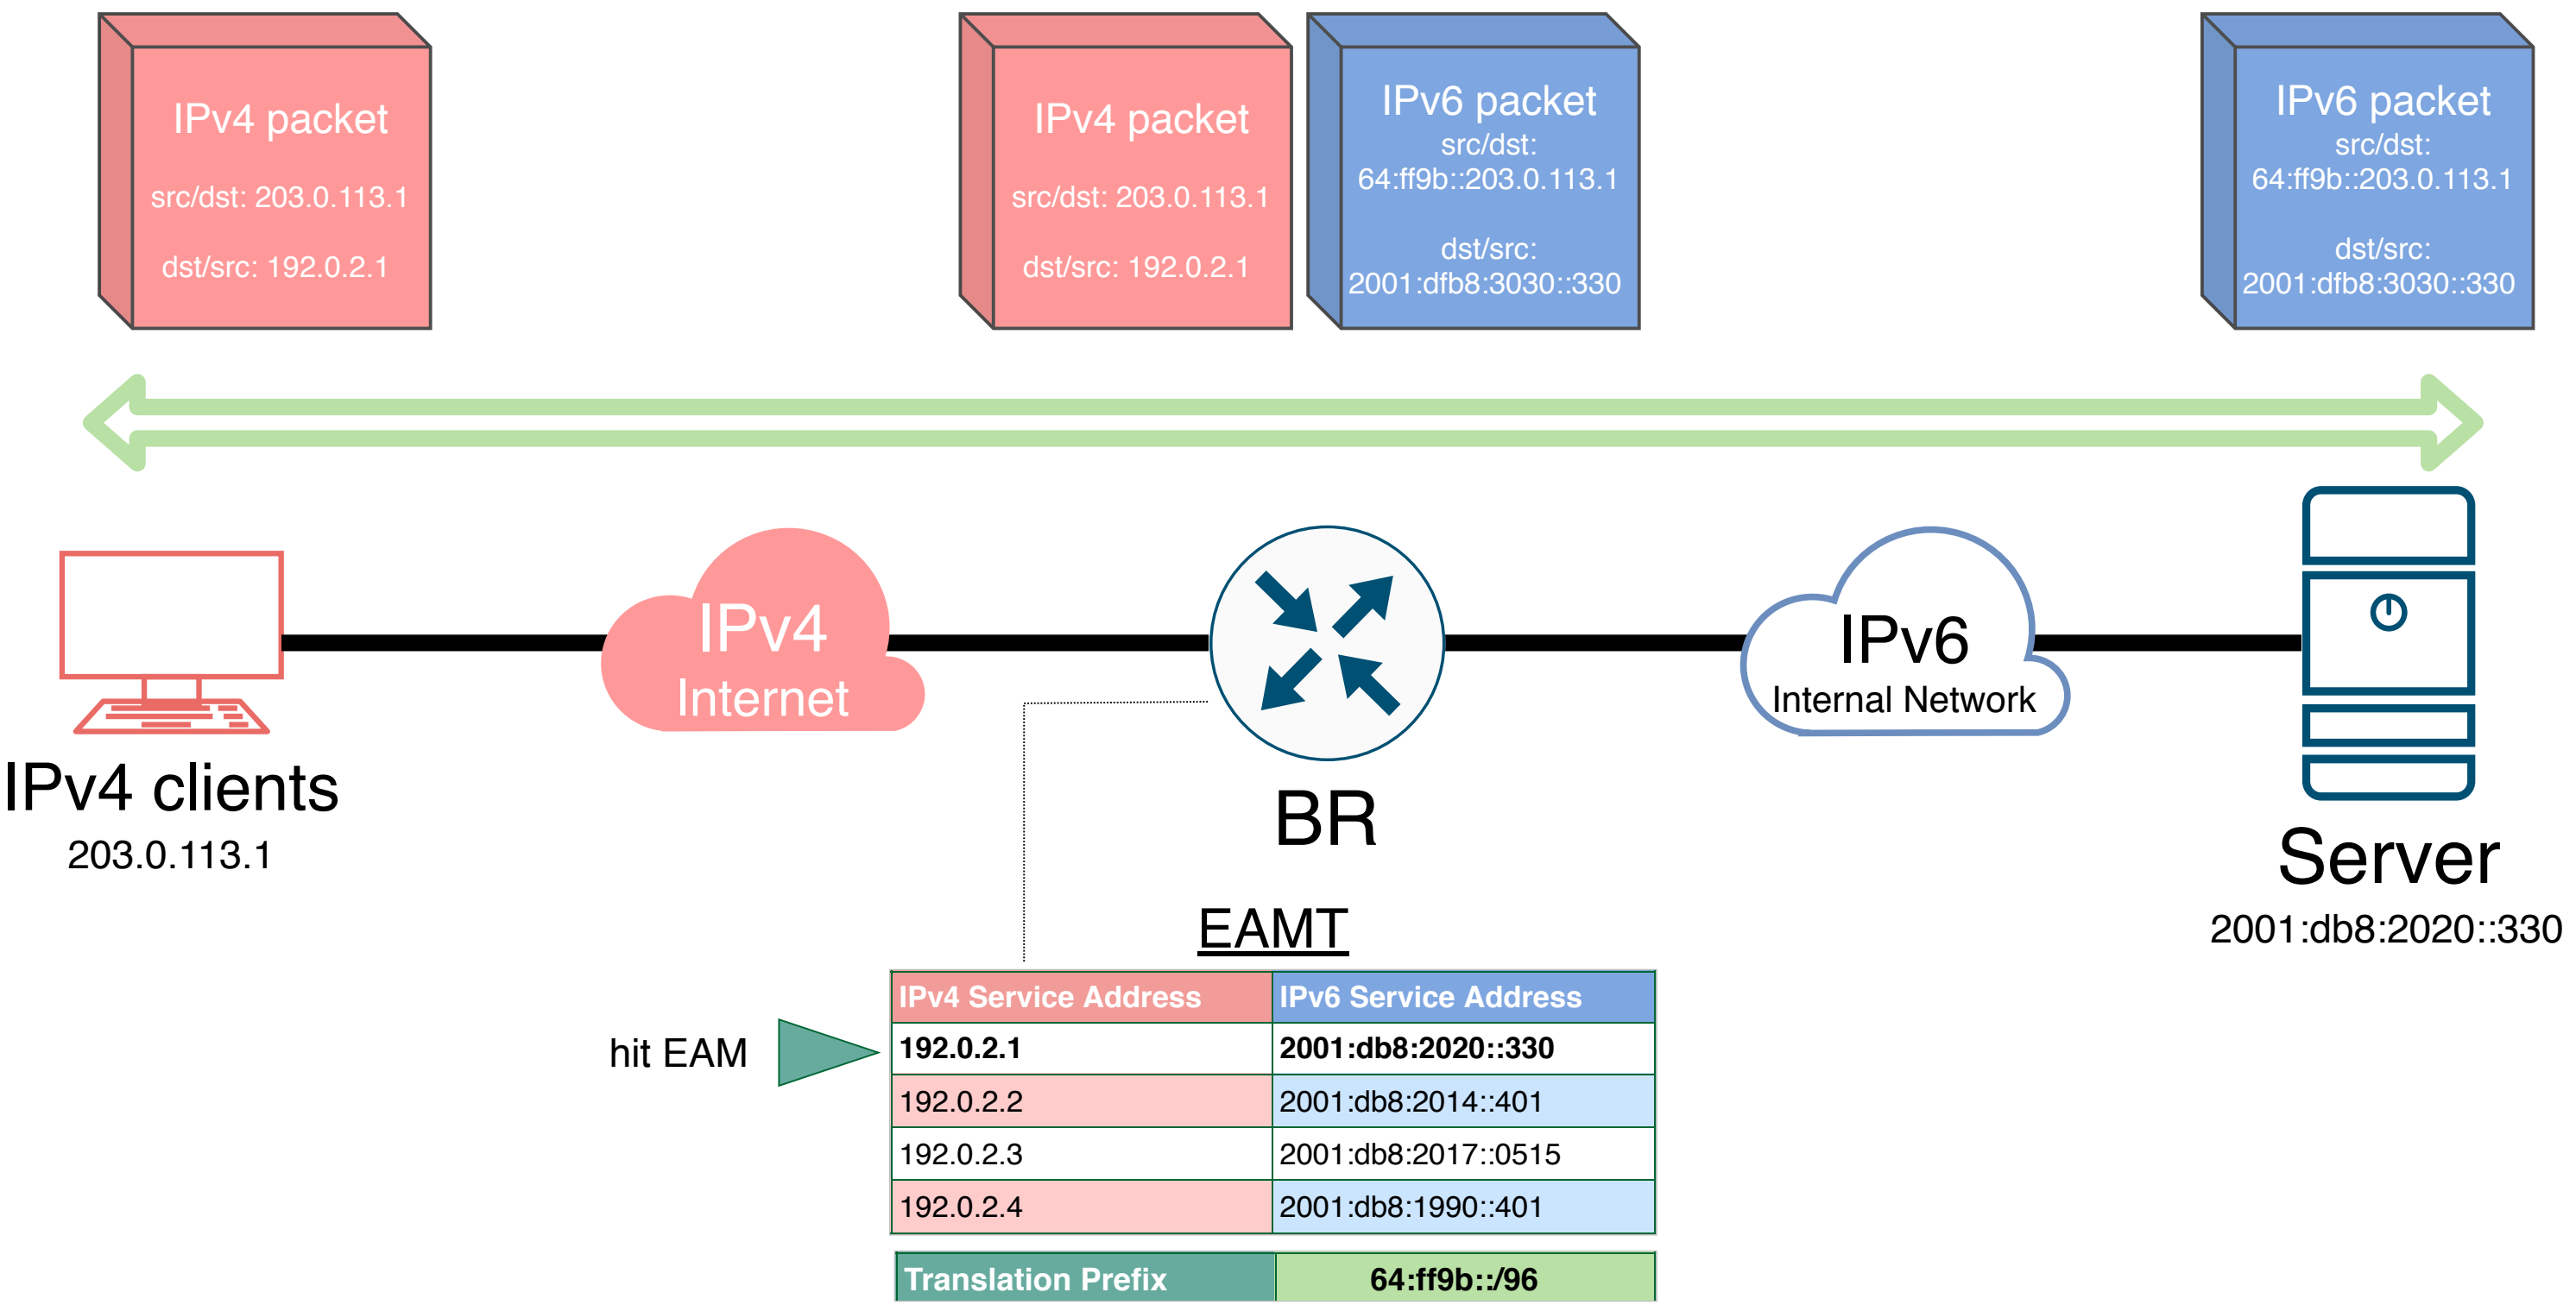 IPv4 packet
src/dst: 203.0.113.1
dst/src: 192.0.2.1
IPv4 packet
src/dst: 203.0.113.1
dst/src: 192.0.2.1
IPv6 packet
src/dst:
64:ff9b::203.0.113.1
dst/src:
2001:dfb8:3030::330
IPv6 packet
src/dst:
64:ff9b::203.0.113.1
dst/src:
2001:dfb8:3030::330
IPv4 clients
203.0.113.1
IPv4
Internet
BR
IPv6
Internal Network
Server
2001:db8:2020::330
EAMT
IPv4 Service Address IPv6 Service Address
hit EAM
192.0.2.1 2001:db8:2020::330
192.0.2.2 2001:db8:2014::401
192.0.2.3 2001:db8:2017::0515
192.0.2.4 2001:db8:1990::401
Translation Prefix 64:ff9b::/96